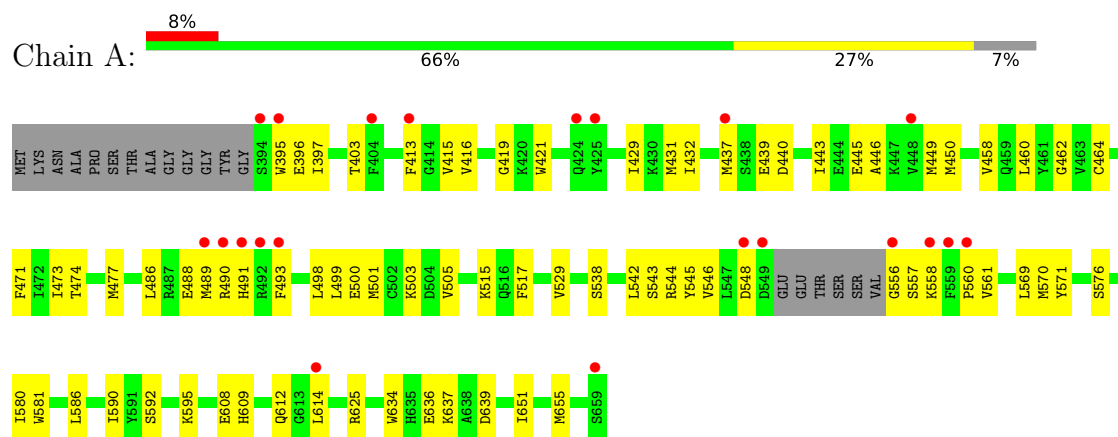 8%
Chain A:
66% 27% 7%
MET LYS ASN ALA PRO SER THR ALA GLY GLY GLY TYR GLY S394 W395 E396 I397 T403 F404 F413 G414 V415 V416 G419 K420 W421 Q424 Y425 I429 K430 M431 I432 M437 S438 E439 D440 I443 E444 E445 A446 K447 V448 M449 M450 V458 Q459 L460 Y461 G462 V463 C464
F471 I472 I473 T474 M477 L486 R487 E488 M489 R490 H491 R492 F493 L498 L499 E500 M501 C502 K503 D504 V505 K515 Q516 F517 V529 S538 L542 S543 R544 Y545 V546 L547 D548 D549 GLU GLU THR SER SER VAL G556 S557 K558 F559 P560 V561 L569 M570 Y571 S576
I580 W581 L586 I590 Y591 S592 K595 E608 H609 Q612 G613 L614 R625 W634 H635 E636 K637 A638 D639 I651 M655 S659